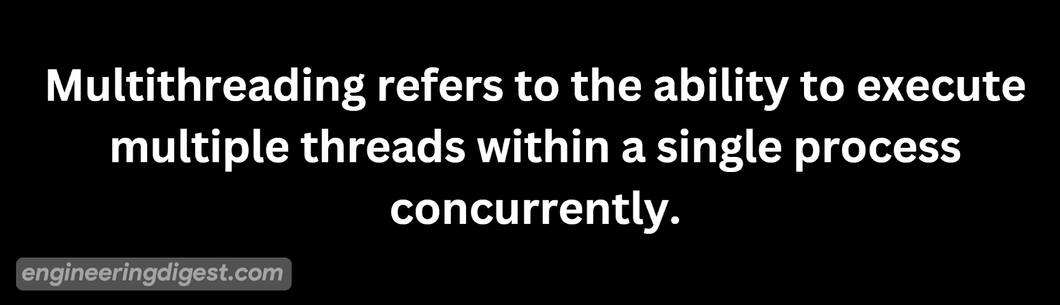 Multithreading refers to the ability to execute
multiple threads within a single process
concurrently.
engineeringdigest.com